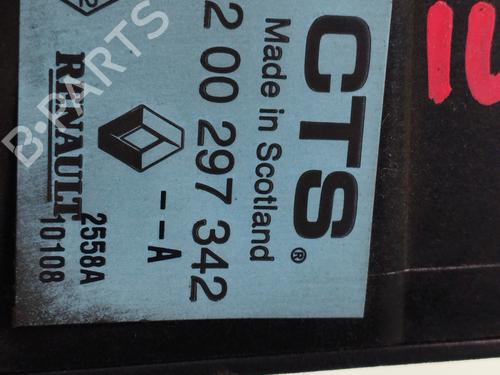 CTS®
Made in Scotland
2 00 297 342
--A
RENAULT
2558A
10108
B-PARTS